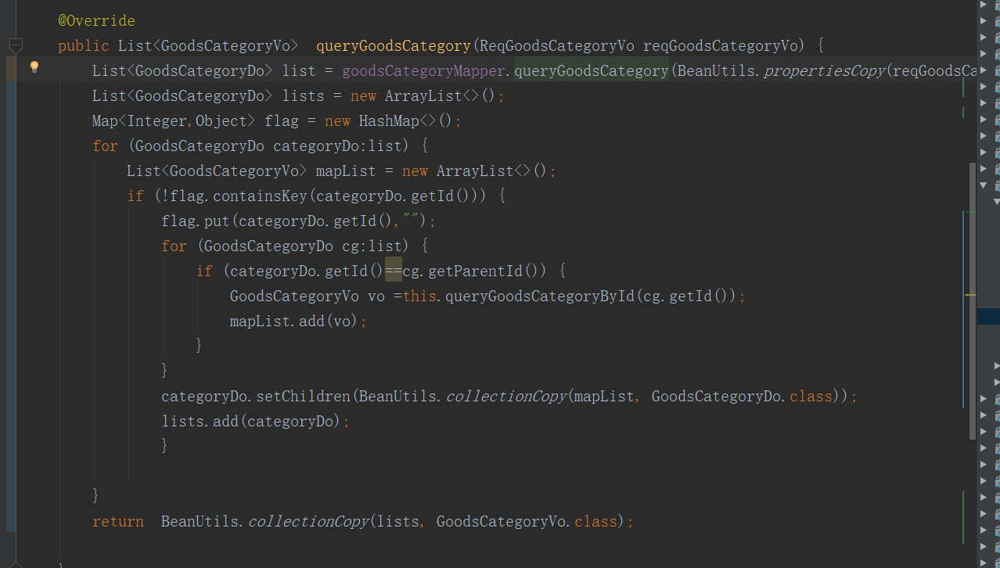 @Override
public List<GoodsCategoryVo>  queryGoodsCategory(ReqGoodsCategoryVo reqGoodsCategoryVo) {
    List<GoodsCategoryDo> list = goodsCategoryMapper.queryGoodsCategory(BeanUtils.propertiesCopy(reqGoodsCa
    List<GoodsCategoryDo> lists = new ArrayList<>();
    Map<Integer,Object> flag = new HashMap<>();
    for (GoodsCategoryDo categoryDo:list) {
        List<GoodsCategoryVo> mapList = new ArrayList<>();
        if (!flag.containsKey(categoryDo.getId())) {
            flag.put(categoryDo.getId(),"");
            for (GoodsCategoryDo cg:list) {
                if (categoryDo.getId()==cg.getParentId()) {
                    GoodsCategoryVo vo =this.queryGoodsCategoryById(cg.getId());
                    mapList.add(vo);
                }
            }
            categoryDo.setChildren(BeanUtils.collectionCopy(mapList, GoodsCategoryDo.class));
            lists.add(categoryDo);
            }
    }
    return  BeanUtils.collectionCopy(lists, GoodsCategoryVo.class);
}